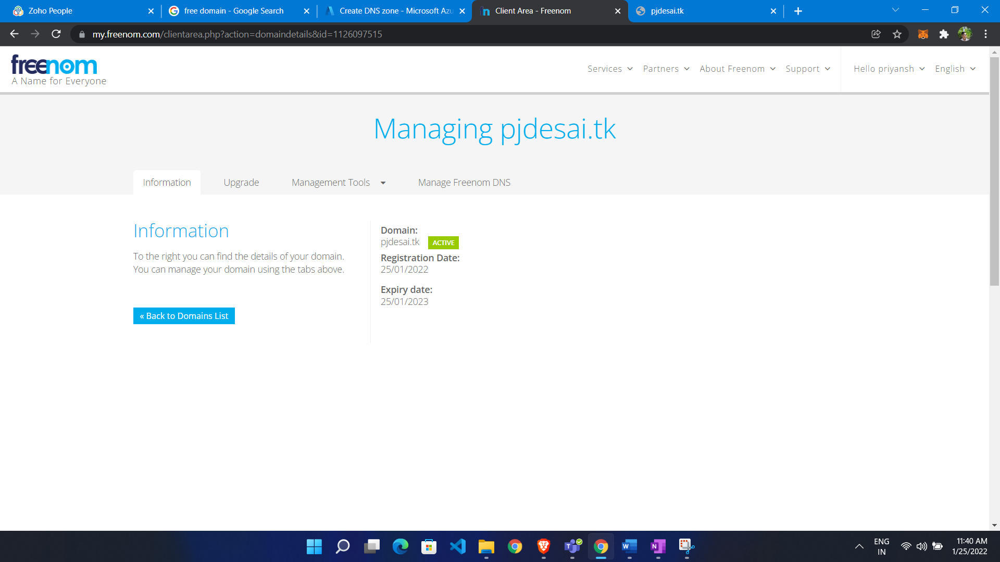 Zoho People
free domain - Google Search
Create DNS zone - Microsoft Azu
Client Area - Freenom
pjdesai.tk
my.freenom.com/clientarea.php?action=domaindetails&id=1126097515
freenom
A Name for Everyone
Services
Partners
About Freenom
Support
Hello priyansh
English
Managing pjdesai.tk
Information
Upgrade
Management Tools
Manage Freenom DNS
Information
To the right you can find the details of your domain.
You can manage your domain using the tabs above.
« Back to Domains List
Domain:
pjdesai.tk ACTIVE
Registration Date:
25/01/2022
Expiry date:
25/01/2023
ENG
IN
11:40 AM
1/25/2022